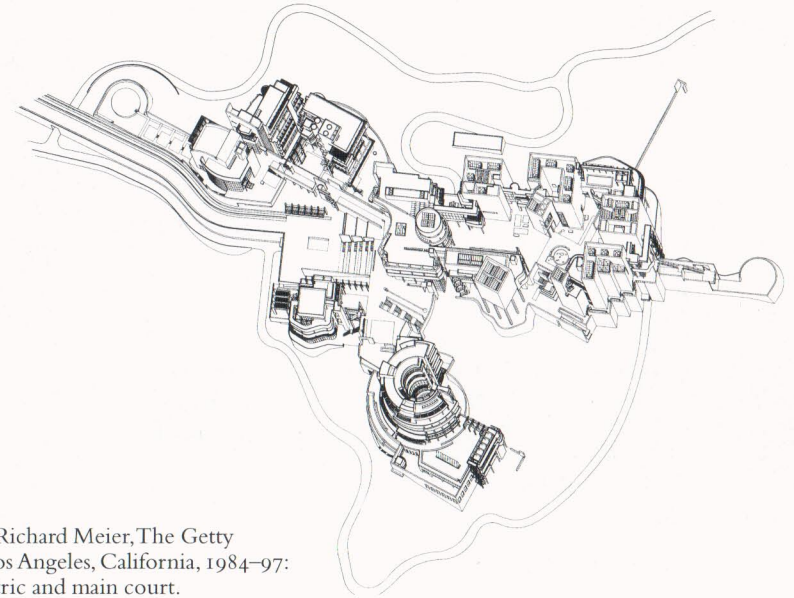 Richard Meier, The Getty
os Angeles, California, 1984–97:
ric and main court.